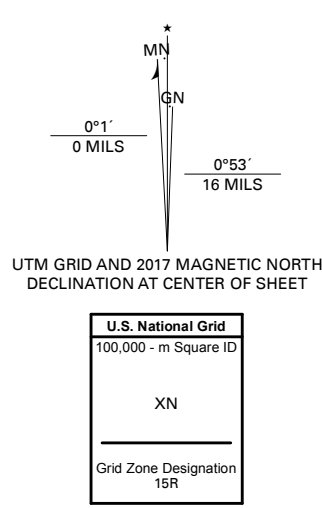 ★
MN
GN
0°1´
0 MILS
0°53´
16 MILS
UTM GRID AND 2017 MAGNETIC NORTH
DECLINATION AT CENTER OF SHEET
U.S. National Grid
100,000 - m Square ID
XN
Grid Zone Designation
15R